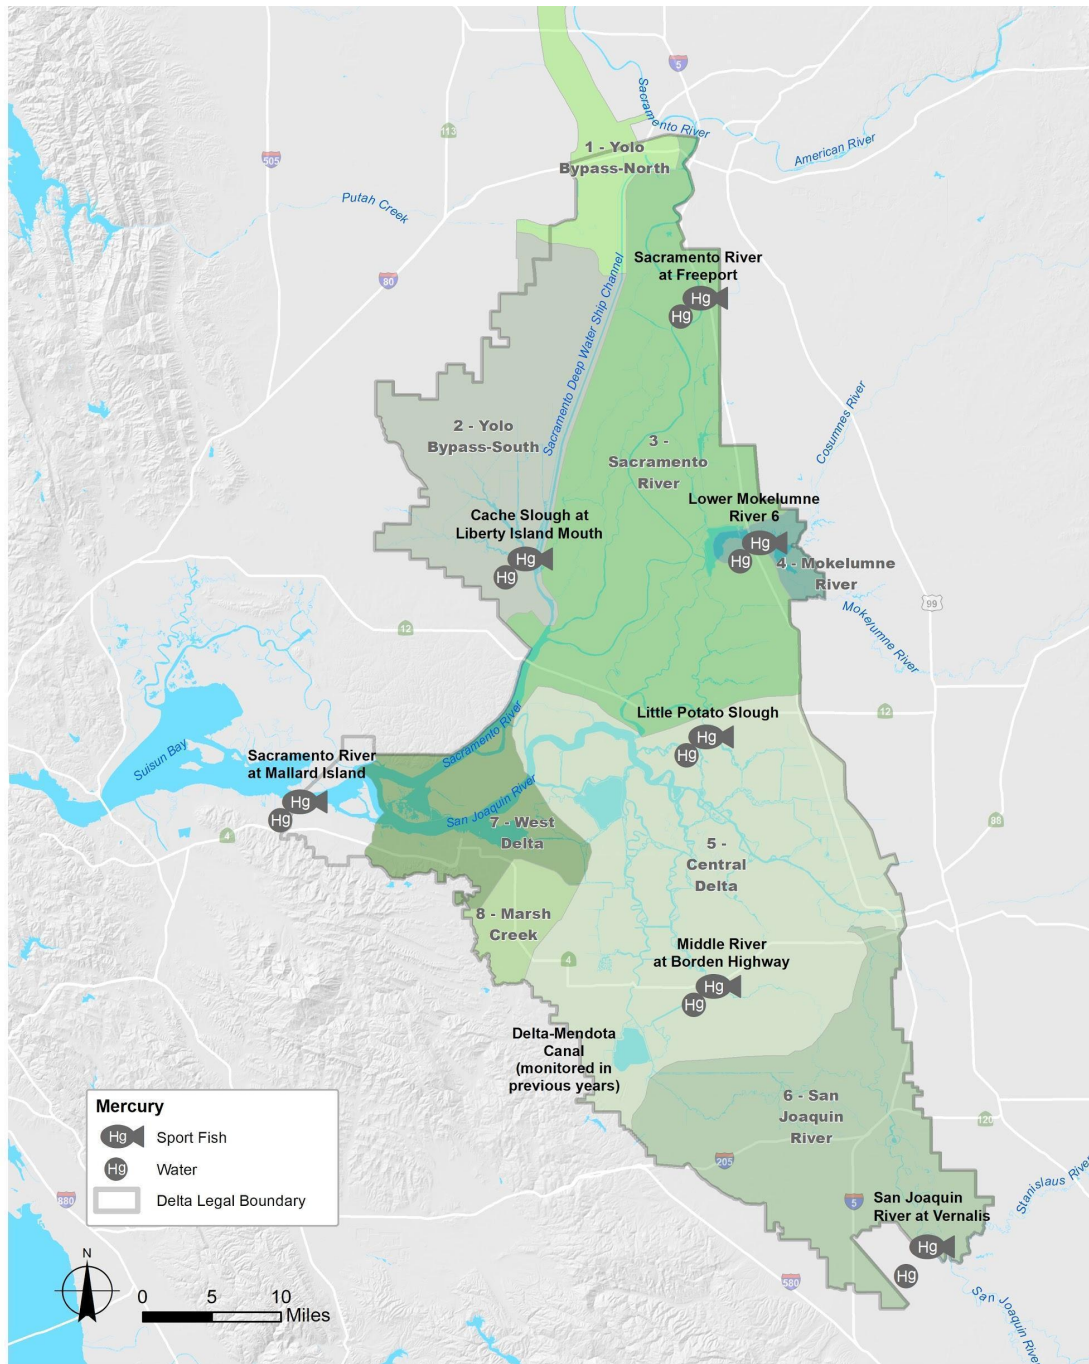 5
Sacramento River
113
American River
1 - Yolo
Bypass-North
505
Putah Creek
80
Sacramento River
at Freeport
Hg
Hg
Sacramento Deep Water Ship Channel
Cosumnes River
2 - Yolo
Bypass-South
3 -
Sacramento
River
Lower Mokelumne
River 6
Hg
Hg
Cache Slough at
Liberty Island Mouth
Hg
Hg
4 - Mokelumne
River
99
Mokelumne River
12
Little Potato Slough
12
Hg
Hg
Sacramento River
Suisun Bay
Sacramento River
at Mallard Island
Hg
Hg
4
San Joaquin River
7 - West
Delta
88
5 -
Central
Delta
8 - Marsh
Creek
4
Middle River
at Borden Highway
Hg
Hg
Delta-Mendota
Canal
(monitored in
previous years)
6 - San
Joaquin
River
120
205
5
Stanislaus River
San Joaquin
River at Vernalis
Hg
Hg
580
San Joaquin River
Mercury
Hg Sport Fish
Hg Water
Delta Legal Boundary
880
N
0 5 10
Miles